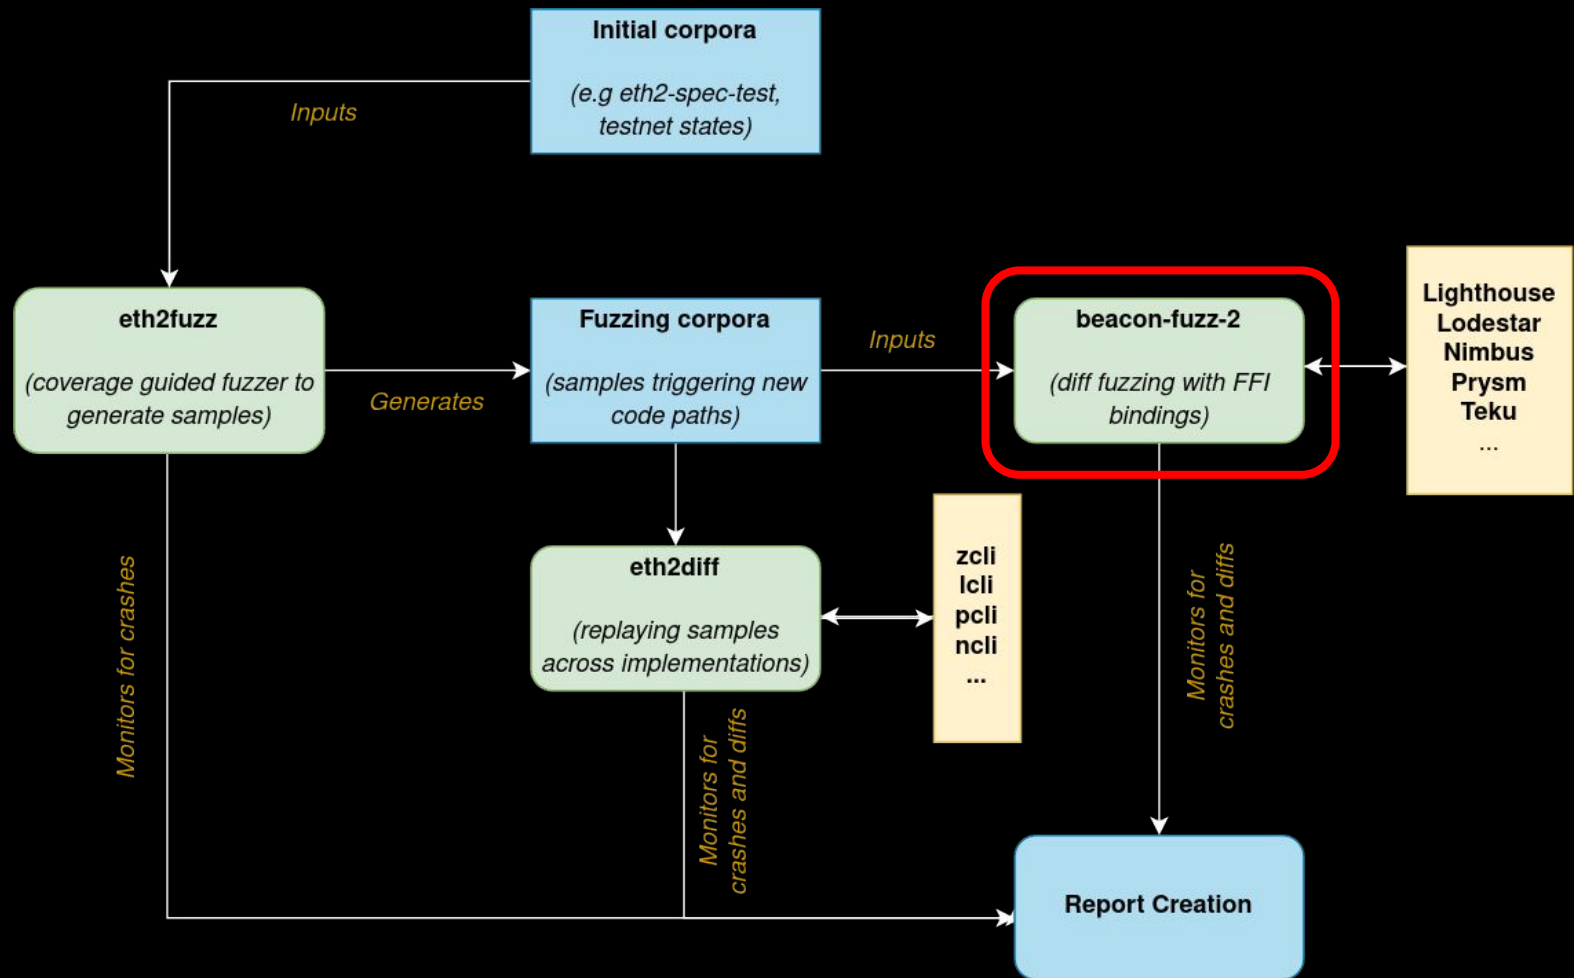 Initial corpora
(e.g eth2-spec-test,
testnet states)
Inputs
eth2fuzz
(coverage guided fuzzer to
generate samples)
Generates
Fuzzing corpora
(samples triggering new
code paths)
Inputs
beacon-fuzz-2
(diff fuzzing with FFI
bindings)
Lighthouse
Lodestar
Nimbus
Prysm
Teku
...
eth2diff
(replaying samples
across implementations)
zcli
lcli
pcli
ncli
...
Monitors for crashes
Monitors for
crashes and diffs
Monitors for
crashes and diffs
Report Creation